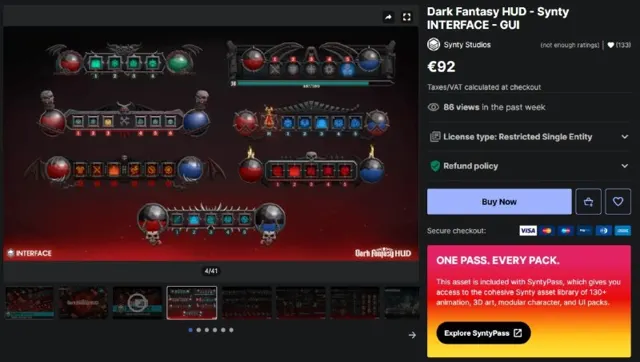 Dark Fantasy HUD - Synty
INTERFACE - GUI
Synty Studios
(not enough ratings)
(133)
€92
Taxes/VAT calculated at checkout
86 views in the past week
License type: Restricted Single Entity
Refund policy
Buy Now
Secure checkout:
VISA
ONE PASS. EVERY PACK.
This asset is included with SyntyPass, which gives you
access to the cohesive Synty asset library of 130+
animation, 3D art, modular character, and UI packs.
Explore SyntyPass
INTERFACE
Dark Fantasy HUD
4/41